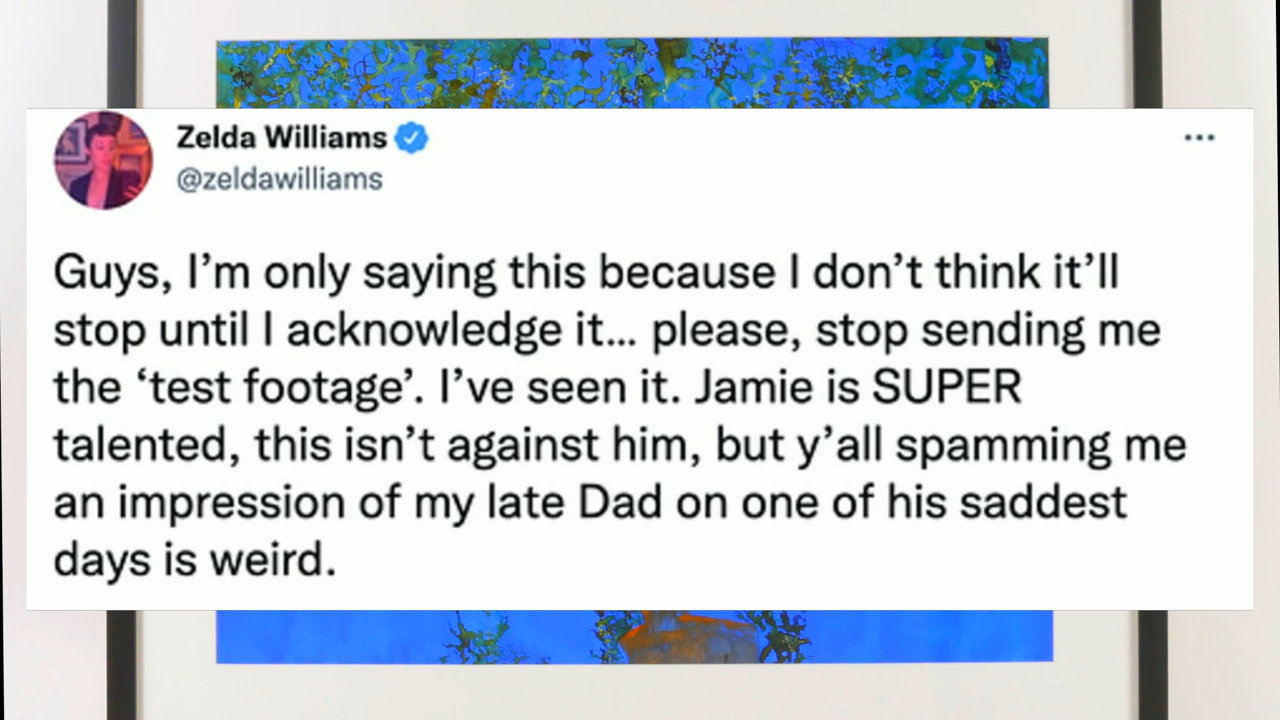 Zelda Williams
@zeldawilliams
Guys, I’m only saying this because I don’t think it’ll
stop until I acknowledge it... please, stop sending me
the ‘test footage’. I’ve seen it. Jamie is SUPER
talented, this isn’t against him, but y’all spamming me
an impression of my late Dad on one of his saddest
days is weird.